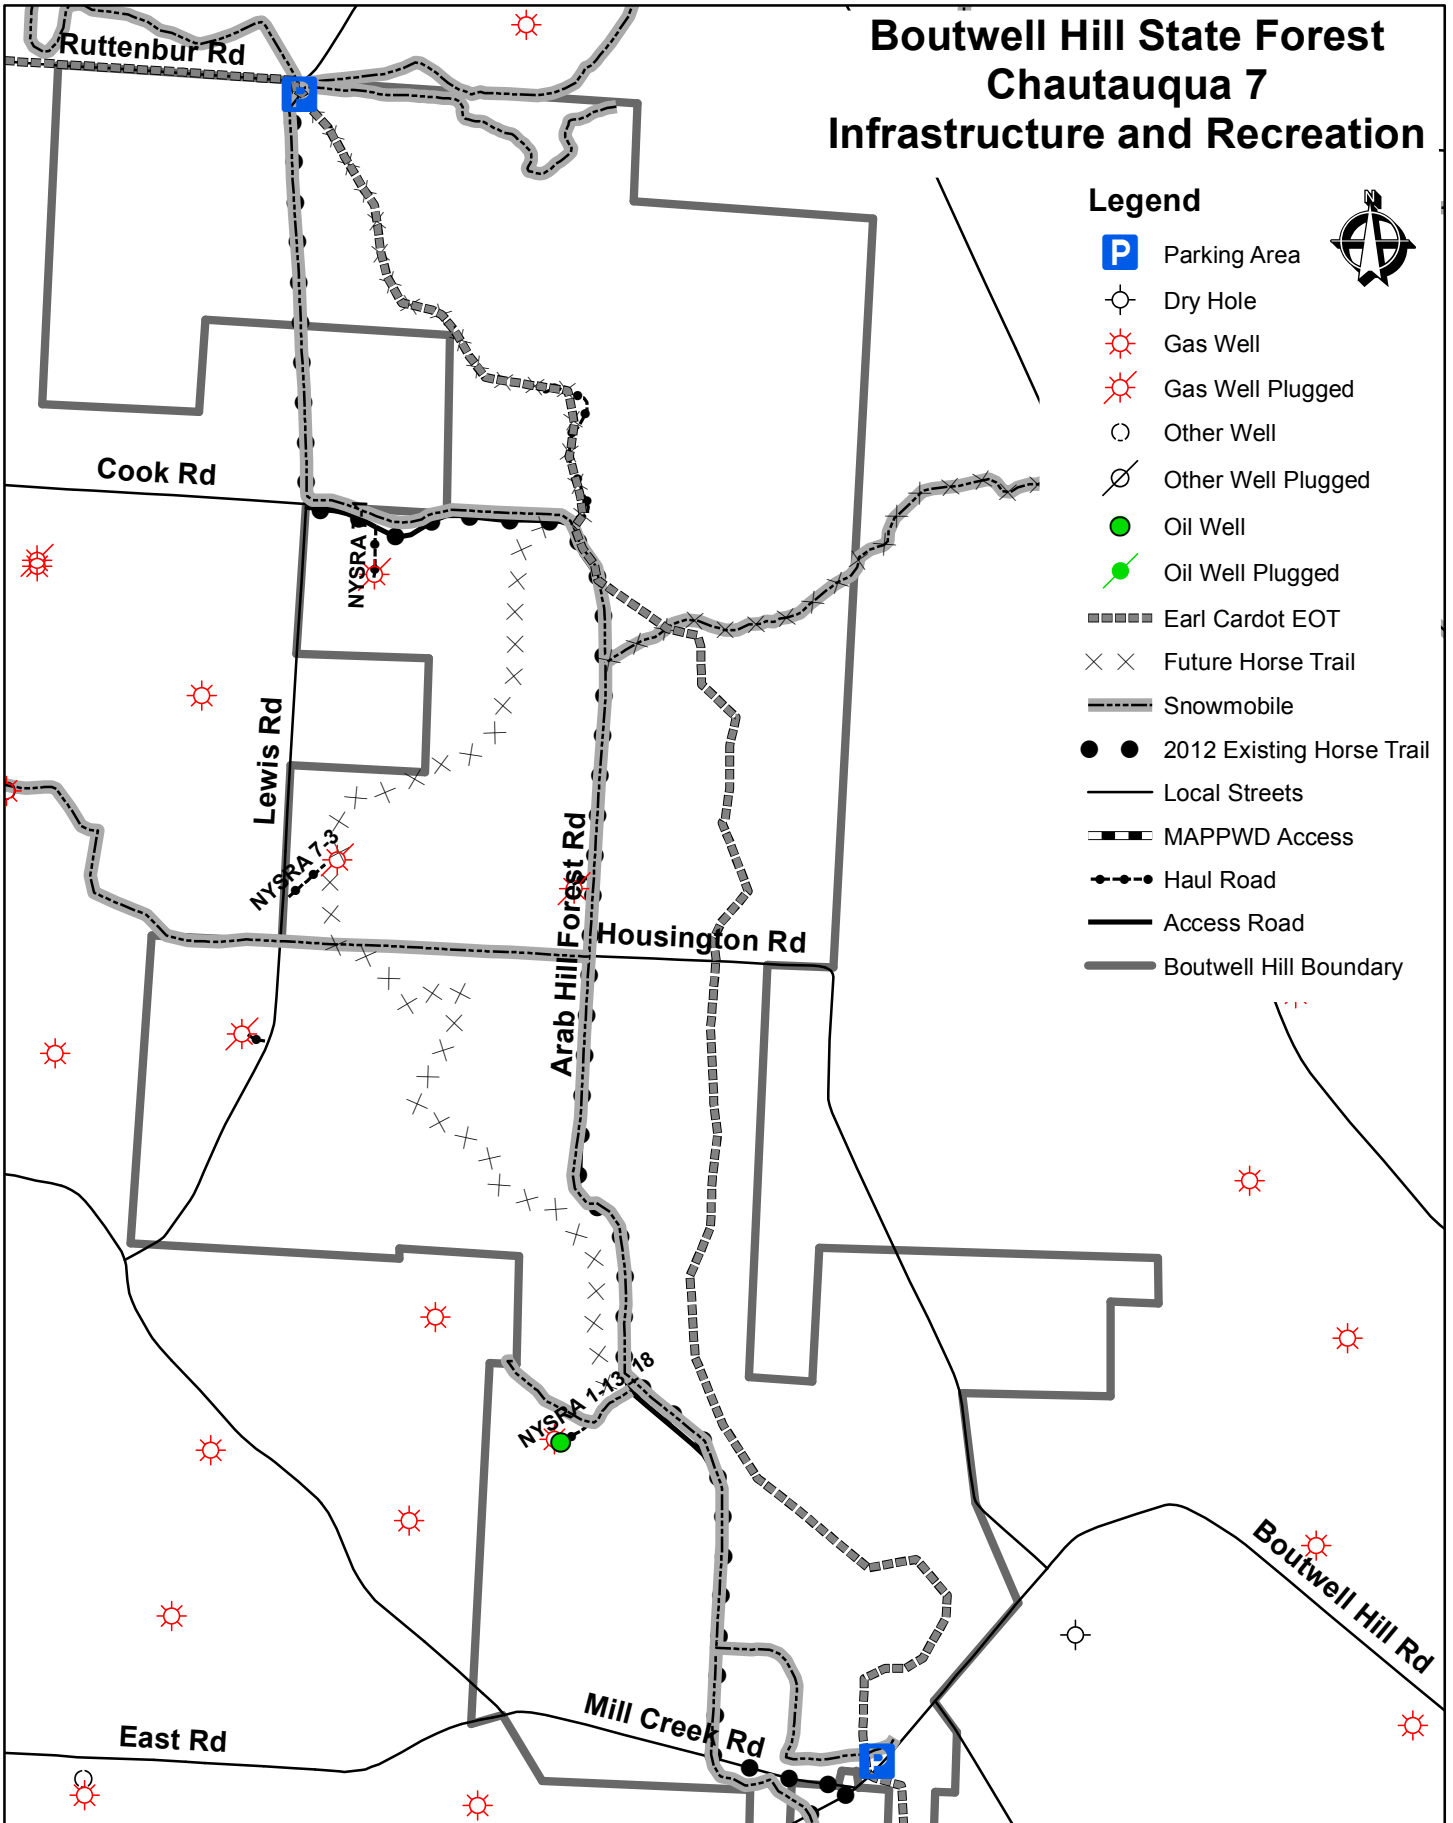 Boutwell Hill State Forest
Chautauqua 7
Infrastructure and Recreation
Legend
N
P Parking Area
Dry Hole
Gas Well
Gas Well Plugged
Other Well
Other Well Plugged
Oil Well
Oil Well Plugged
Earl Cardot EOT
Future Horse Trail
Snowmobile
2012 Existing Horse Trail
Local Streets
MAPPWD Access
Haul Road
Access Road
Boutwell Hill Boundary
Ruttenbur Rd
P
Cook Rd
NYSRA
Lewis Rd
NYSRA 7-3
Arab Hill Forest Rd
Housington Rd
NYSRA 1-13 18
Boutwell Hill Rd
Mill Creek Rd
East Rd
P